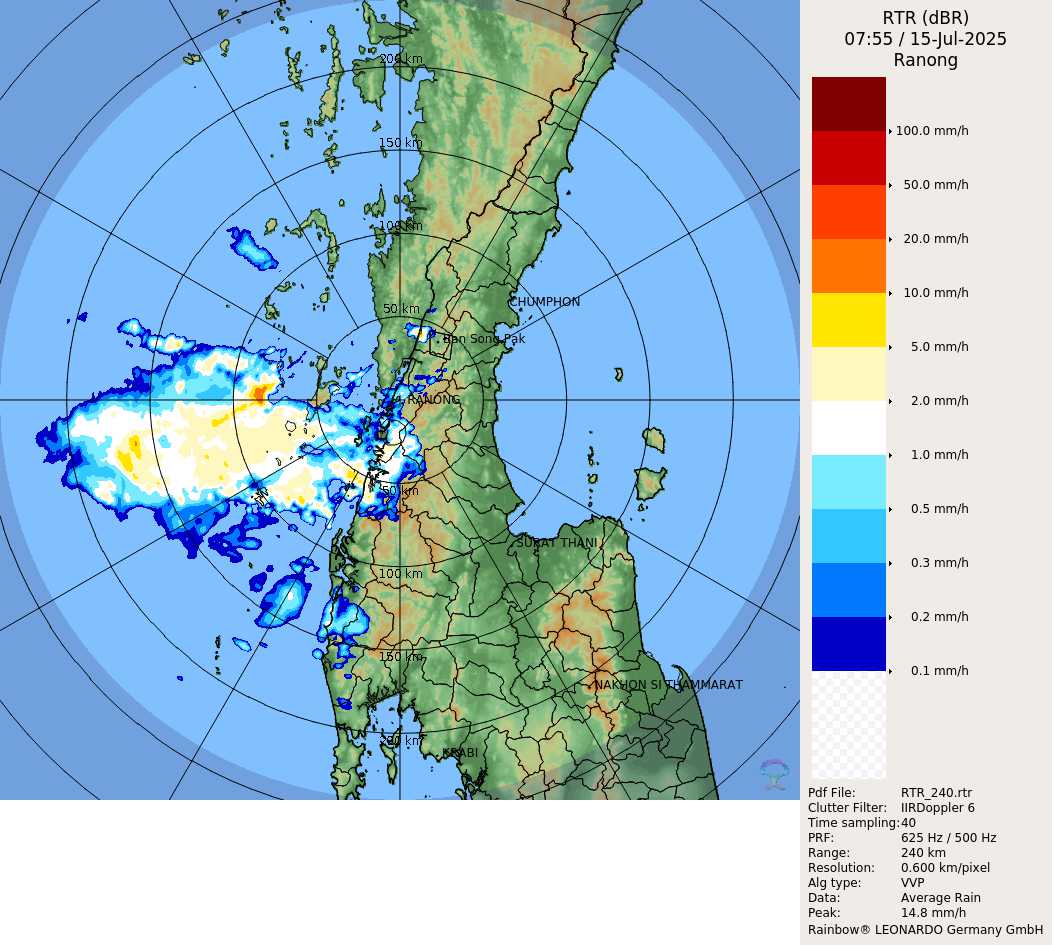 RTR (dBR)
07:55 / 15-Jul-2025
Ranong
200 km
150 km
100 km
50 km
CHUMPHON
Ban Song Pak
RANONG
50 km
SURAT THANI
100 km
150 km
NAKHON SI THAMMARAT
200 km
KRABI
100.0 mm/h
50.0 mm/h
20.0 mm/h
10.0 mm/h
5.0 mm/h
2.0 mm/h
1.0 mm/h
0.5 mm/h
0.3 mm/h
0.2 mm/h
0.1 mm/h
Pdf File: RTR_240.rtr
Clutter Filter: IIRDoppler 6
Time sampling: 40
PRF: 625 Hz / 500 Hz
Range: 240 km
Resolution: 0.600 km/pixel
Alg type: VVP
Data: Average Rain
Peak: 14.8 mm/h
Rainbow® LEONARDO Germany GmbH